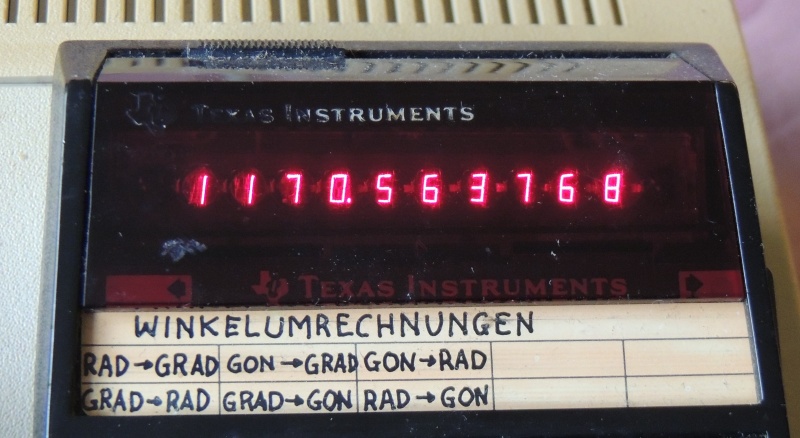 TEXAS INSTRUMENTS
1170.563768
TEXAS INSTRUMENTS
WINKELUMRECHNUNGEN
RAD→GRAD GON→GRAD GON→RAD
GRAD→RAD GRAD→GON RAD→GON